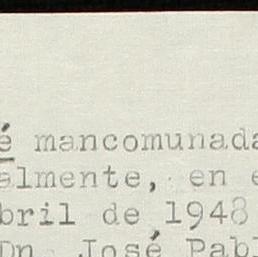 é mancomunada
almente, en e
bril de 1948
Dn. José Pabl